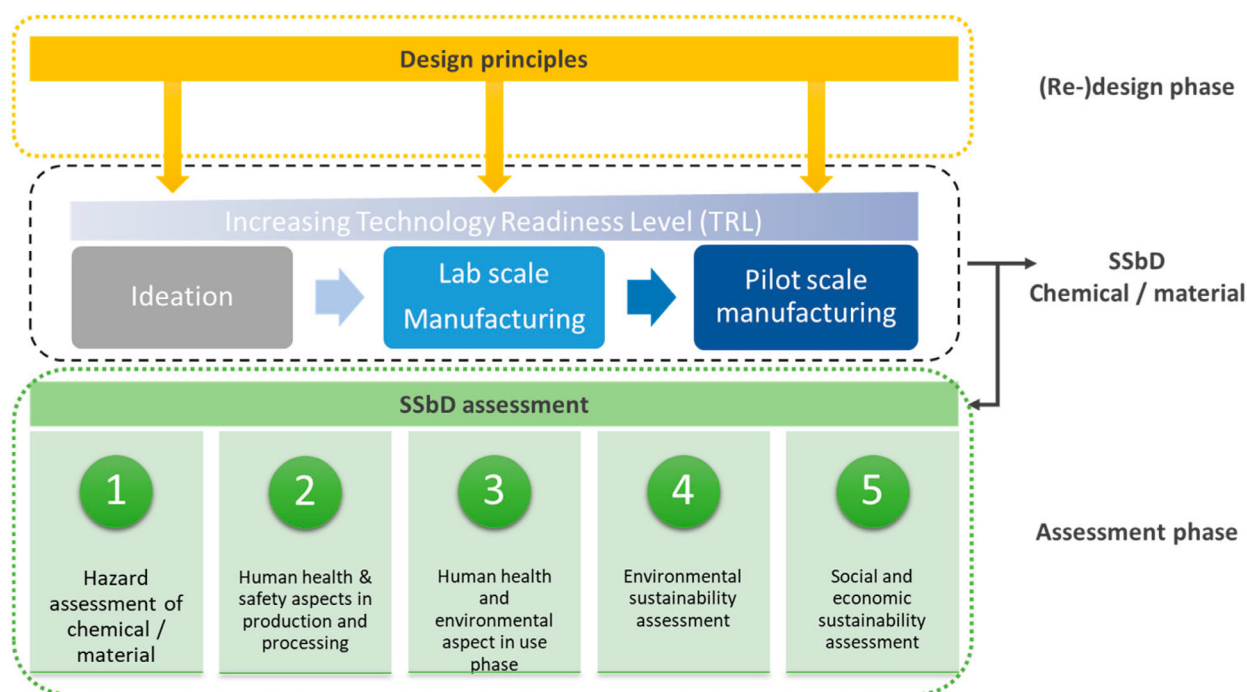 Design principles
(Re-)design phase
Increasing Technology Readiness Level (TRL)
Ideation
Lab scale
Manufacturing
Pilot scale
manufacturing
SSbD
Chemical / material
SSbD assessment
1
Hazard
assessment of
chemical /
material
2
Human health &
safety aspects in
production and
processing
3
Human health
and
environmental
aspect in use
phase
4
Environmental
sustainability
assessment
5
Social and
economic
sustainability
assessment
Assessment phase